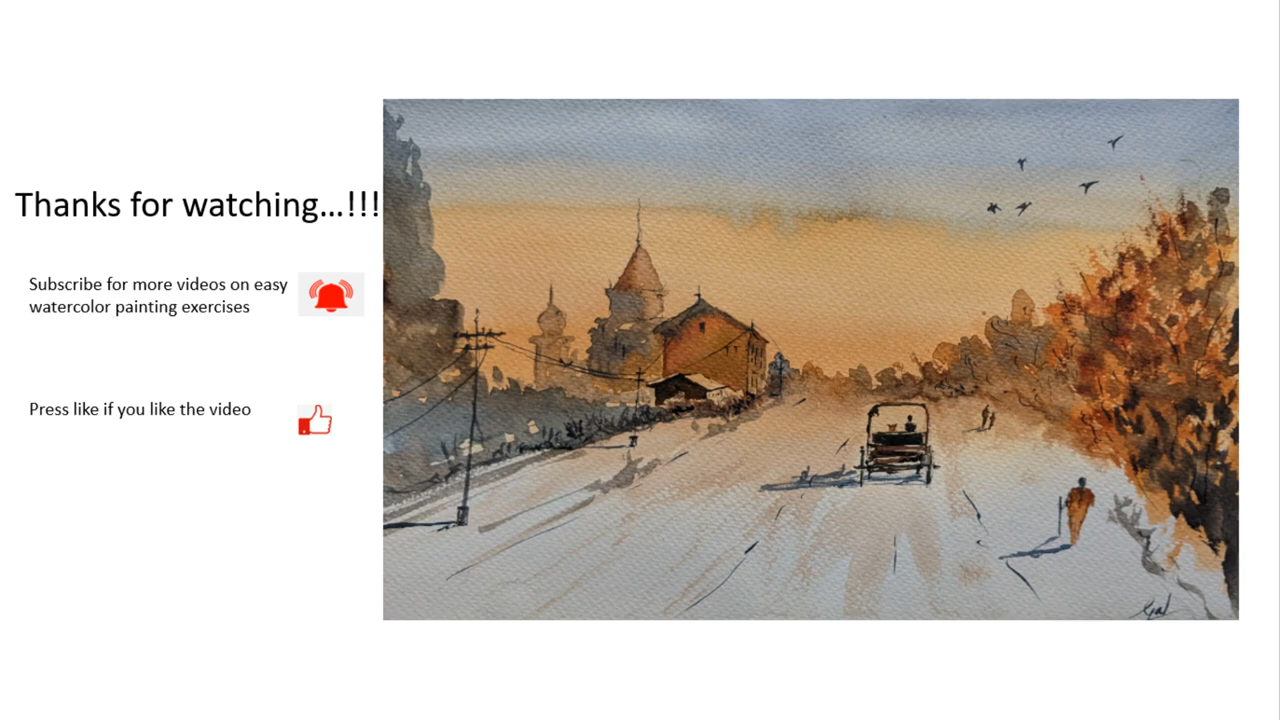 Thanks for watching...!!!
Subscribe for more videos on easy
watercolor painting exercises
Press like if you like the video